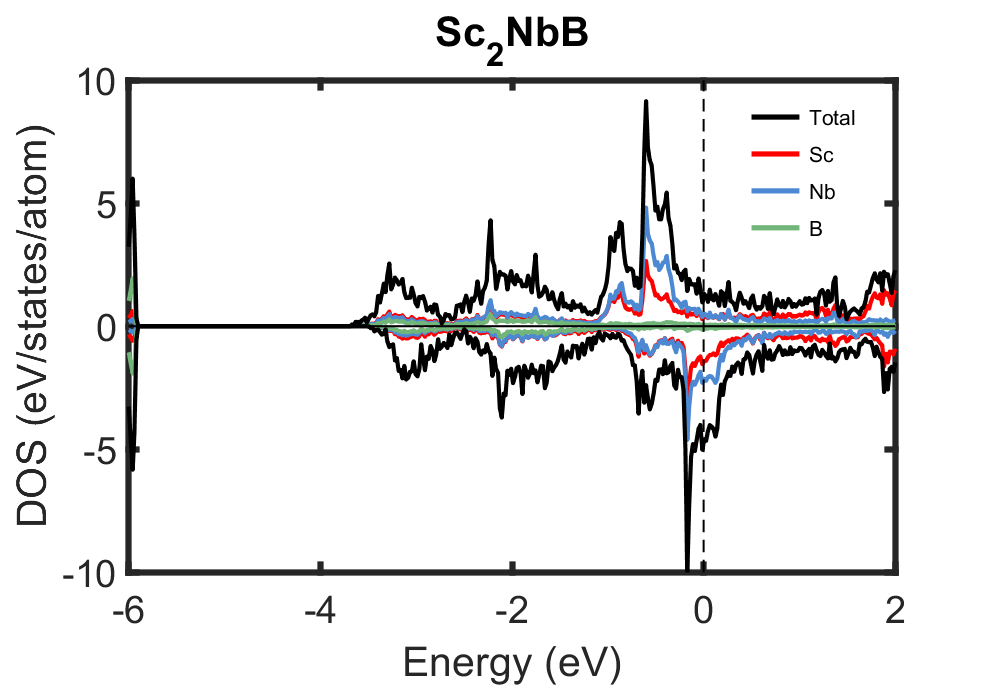 Sc₂NbB
10
5
0
-5
-10
DOS (eV/states/atom)
Total
Sc
Nb
B
-6
-4
-2
0
2
Energy (eV)